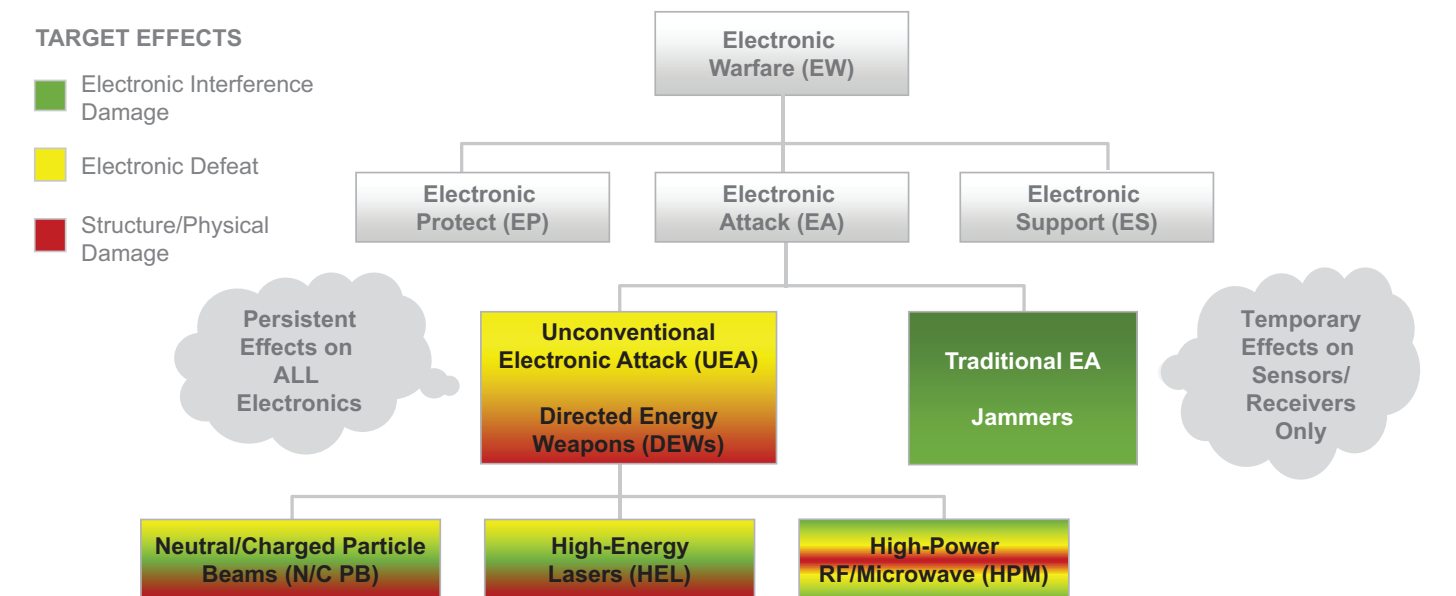 TARGET EFFECTS
Electronic Interference
Damage
Electronic Defeat
Structure/Physical
Damage
Electronic
Warfare (EW)
Electronic
Protect (EP)
Electronic
Attack (EA)
Electronic
Support (ES)
Persistent
Effects on
ALL
Electronics
Unconventional
Electronic Attack (UEA)
Directed Energy
Weapons (DEWs)
Traditional EA
Jammers
Temporary
Effects on
Sensors/
Receivers
Only
Neutral/Charged Particle
Beams (N/C PB)
High-Energy
Lasers (HEL)
High-Power
RF/Microwave (HPM)